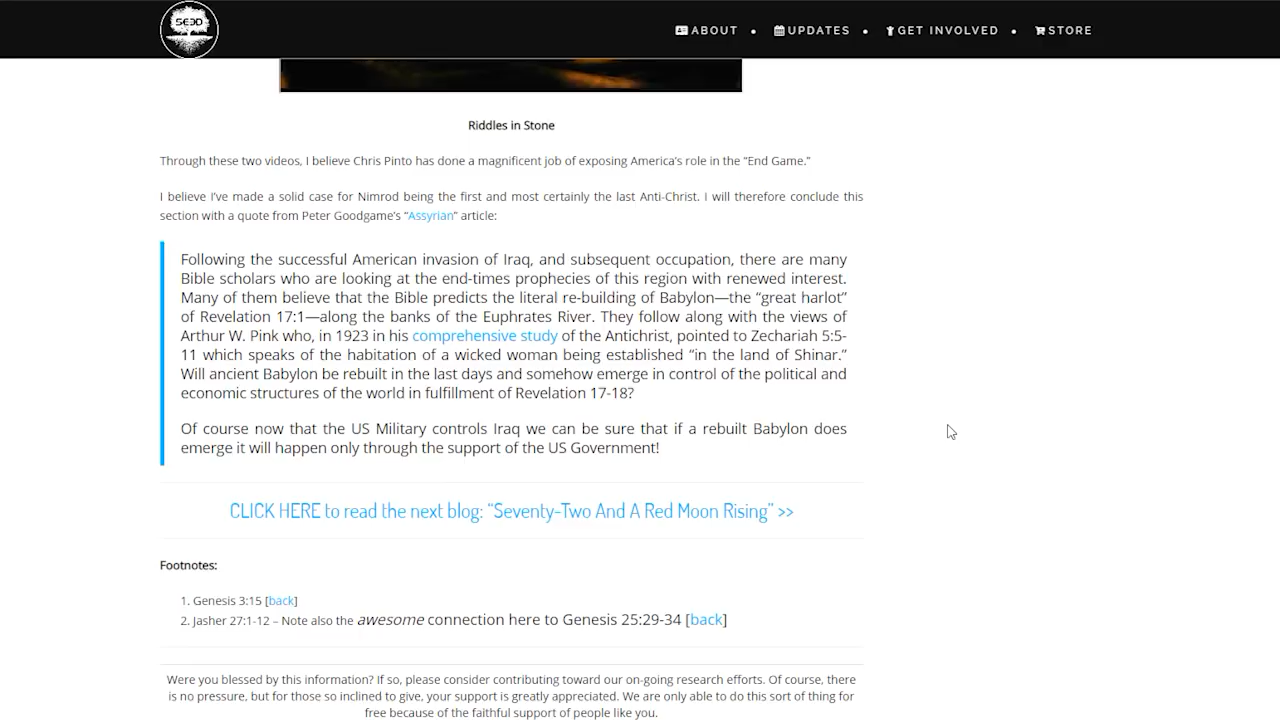 SEED
ABOUT
UPDATES
GET INVOLVED
STORE
Riddles in Stone
Through these two videos, I believe Chris Pinto has done a magnificent job of exposing America's role in the “End Game.”
I believe I've made a solid case for Nimrod being the first and most certainly the last Anti-Christ. I will therefore conclude this
section with a quote from Peter Goodgame's “Assyrian” article:
Following the successful American invasion of Iraq, and subsequent occupation, there are many
Bible scholars who are looking at the end-times prophecies of this region with renewed interest.
Many of them believe that the Bible predicts the literal re-building of Babylon—the “great harlot”
of Revelation 17:1—along the banks of the Euphrates River. They follow along with the views of
Arthur W. Pink who, in 1923 in his comprehensive study of the Antichrist, pointed to Zechariah 5:5-
11 which speaks of the habitation of a wicked woman being established “in the land of Shinar.”
Will ancient Babylon be rebuilt in the last days and somehow emerge in control of the political and
economic structures of the world in fulfillment of Revelation 17-18?
Of course now that the US Military controls Iraq we can be sure that if a rebuilt Babylon does
emerge it will happen only through the support of the US Government!
CLICK HERE to read the next blog: “Seventy-Two And A Red Moon Rising” >>
Footnotes:
1. Genesis 3:15 [back]
2. Jasher 27:1-12 – Note also the awesome connection here to Genesis 25:29-34 [back]
Were you blessed by this information? If so, please consider contributing toward our on-going research efforts. Of course, there
is no pressure, but for those so inclined to give, your support is greatly appreciated. We are only able to do this sort of thing for
free because of the faithful support of people like you.